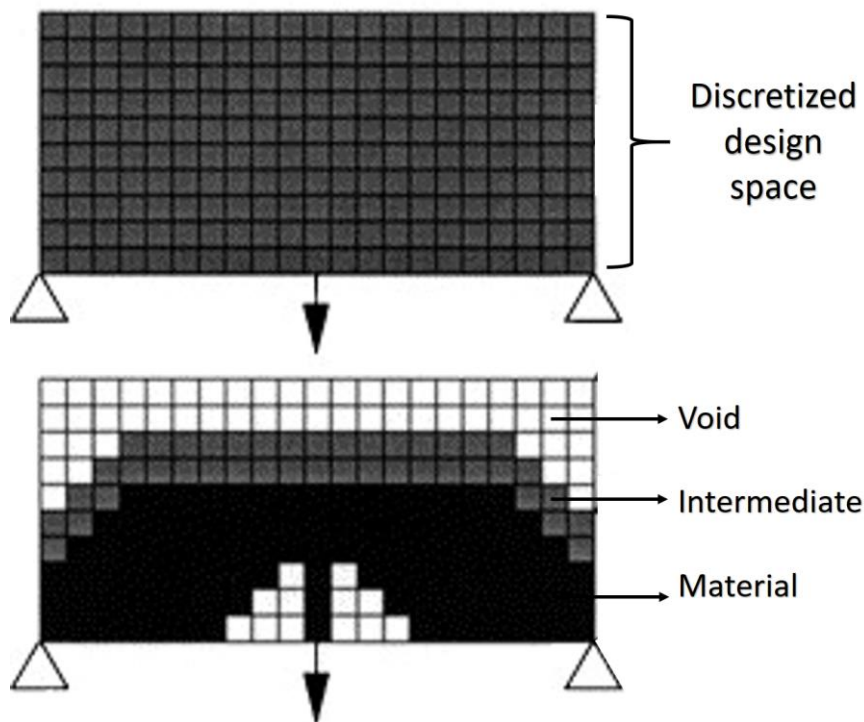 Discretized
design
space
Void
Intermediate
Material